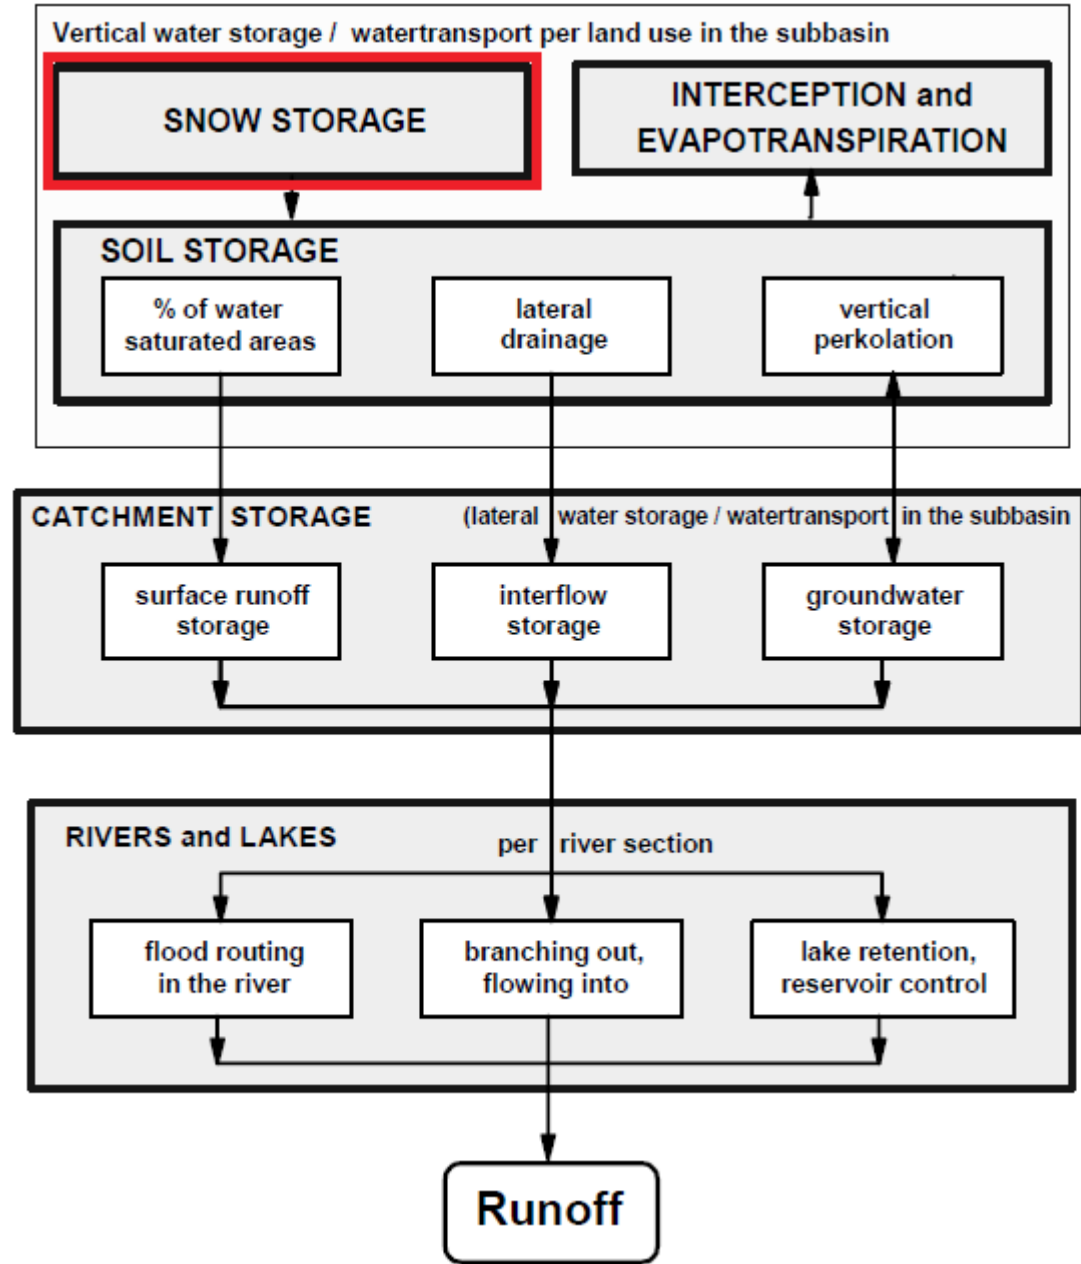 Vertical water storage / watertransport per land use in the subbasin
SNOW STORAGE
INTERCEPTION and
EVAPOTRANSPIRATION
SOIL STORAGE
% of water
saturated areas
lateral
drainage
vertical
perkolation
CATCHMENT STORAGE
(lateral water storage / watertransport in the subbasin
surface runoff
storage
interflow
storage
groundwater
storage
RIVERS and LAKES
per river section
flood routing
in the river
branching out,
flowing into
lake retention,
reservoir control
Runoff